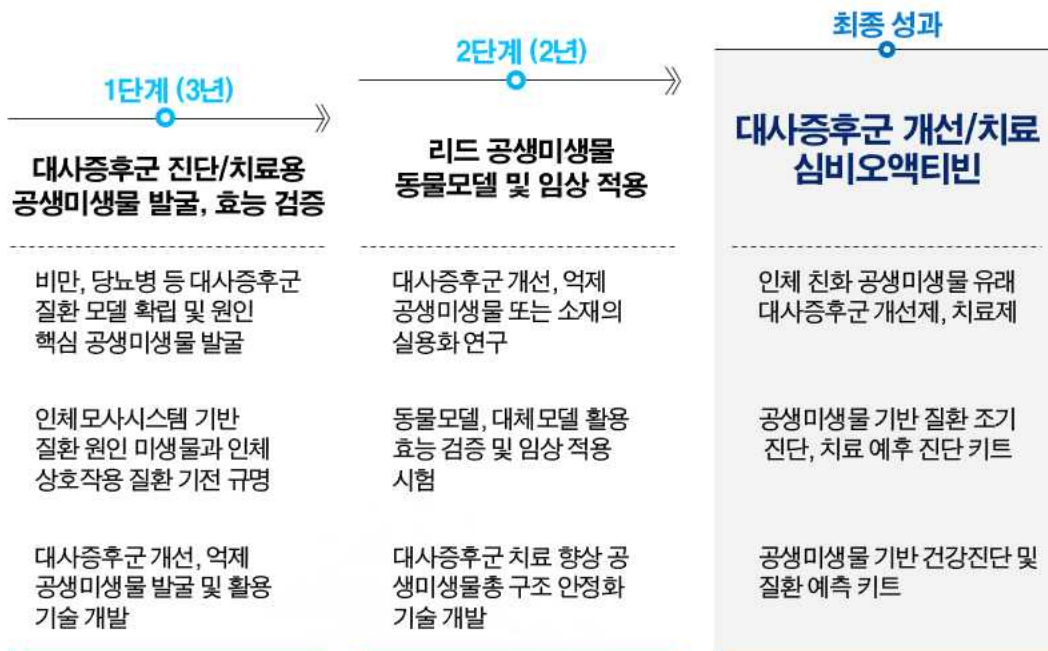 1단계 (3년)
대사증후군 진단/치료용
공생미생물 발굴, 효능 검증
비만, 당뇨병 등 대사증후군
질환 모델 확립 및 원인
핵심 공생미생물 발굴
인체모사시스템 기반
질환 원인 미생물과 인체
상호작용 질환 기전 규명
대사증후군 개선, 억제
공생미생물 발굴 및 활용
기술 개발
2단계 (2년)
리드 공생미생물
동물모델 및 임상 적용
대사증후군 개선, 억제
공생미생물 또는 소재의
실용화 연구
동물모델, 대체모델 활용
효능 검증 및 임상 적용
시험
대사증후군 치료 향상 공
생미생물총 구조 안정화
기술 개발
최종 성과
대사증후군 개선/치료
심비오액티빈
인체 친화 공생미생물 유래
대사증후군 개선제, 치료제
공생미생물 기반 질환 조기
진단, 치료 예후 진단 키트
공생미생물 기반 건강진단 및
질환 예측 키트